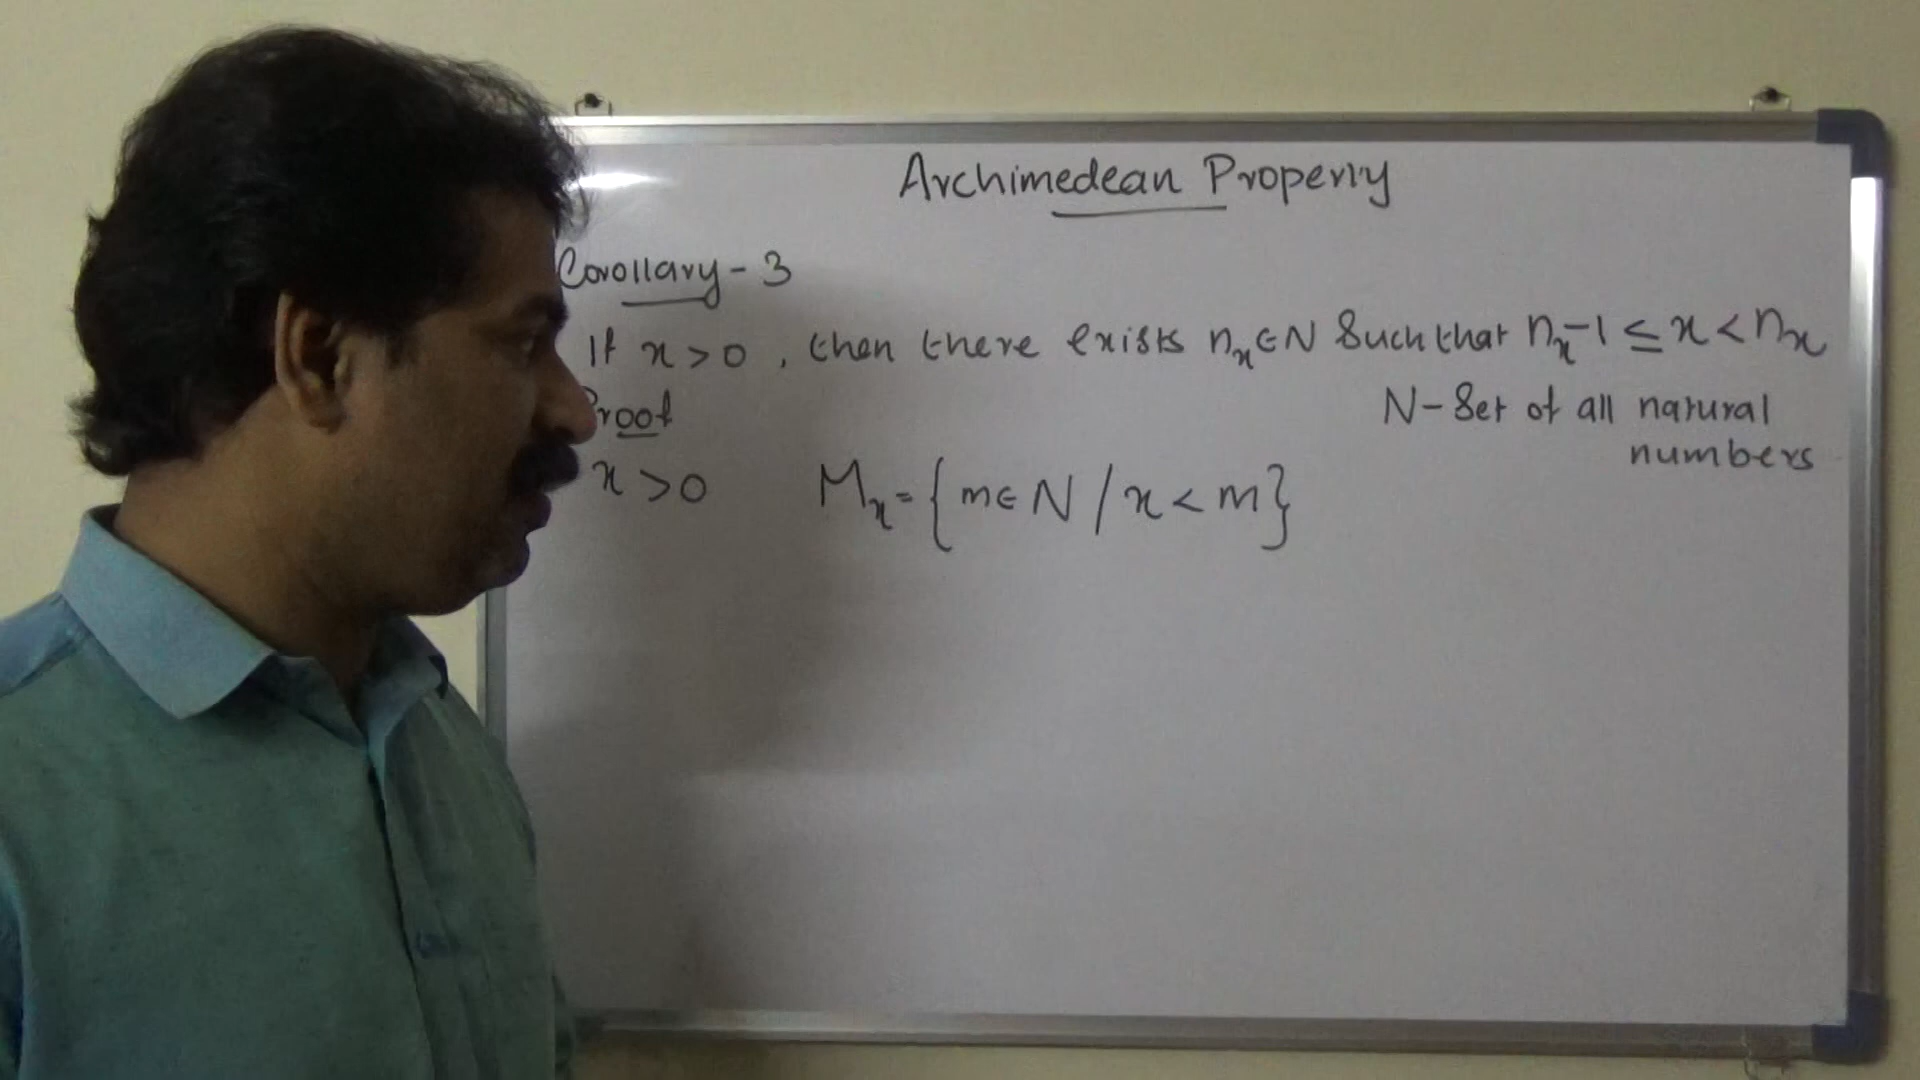 Archimedean Property
Corollary - 3
If x > 0 , then there exists nₓ ∈ N Such that nₓ-1 ≤ x < nₓ
Proof
N - Set of all natural
numbers
x > 0 Mₓ = { m ∈ N / x < m }